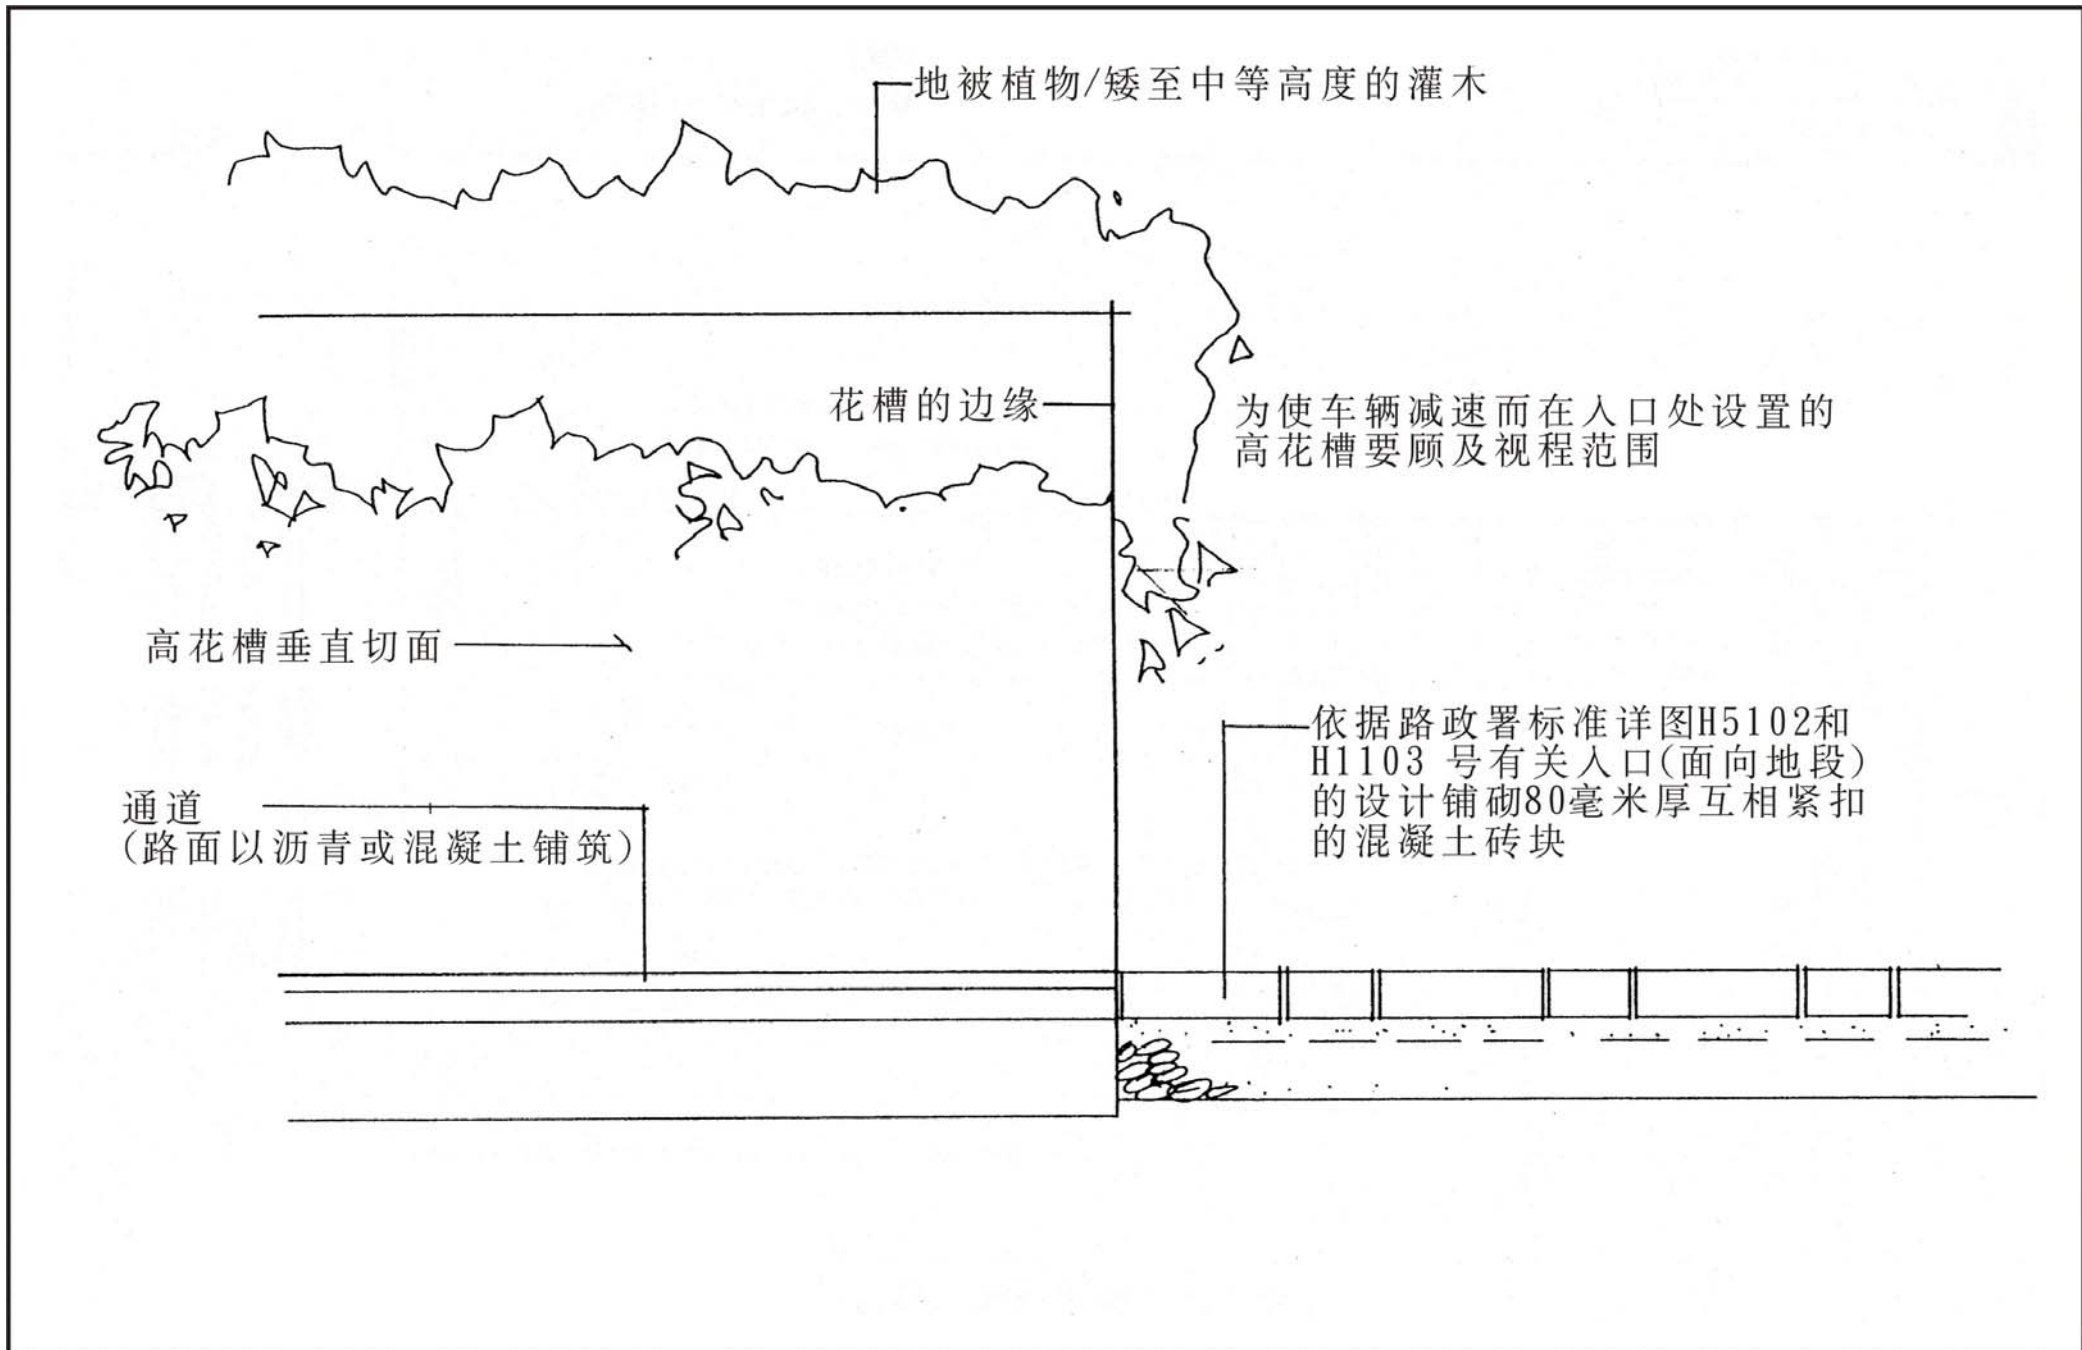 地被植物/矮至中等高度的灌木
花槽的边缘
为使车辆减速而在入口处设置的
高花槽要顾及视程范围
高花槽垂直切面
依据路政署标准详图H5102和
H1103 号有关入口(面向地段)
的设计铺砌80毫米厚互相紧扣
的混凝土砖块
通道
(路面以沥青或混凝土铺筑)